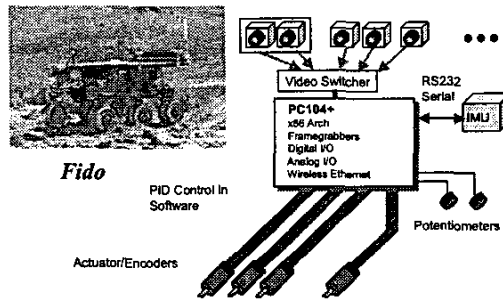 Video Switcher
RS232
Serial
PC104+
x86 Arch
Framegrabbers
Digital I/O
Analog I/O
Wireless Ethernet
IMU
Fido
PID Control In
Software
Potentiometers
Actuator/Encoders